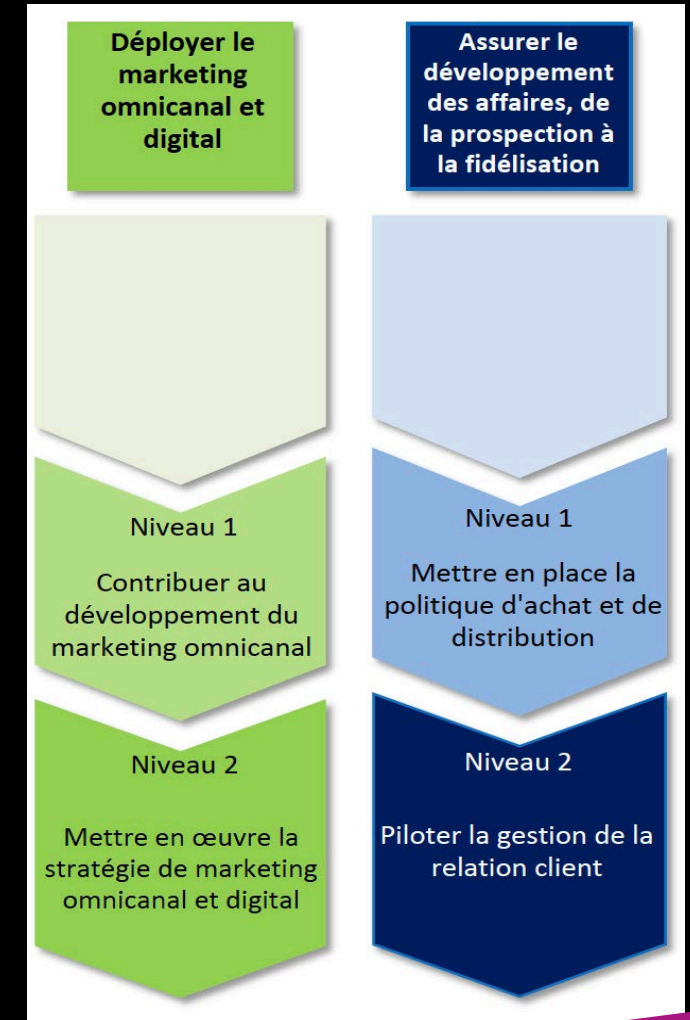 Déployer le
marketing
omnicanal et
digital
Assurer le
développement
des affaires, de
la prospection à
la fidélisation
Niveau 1
Contribuer au
développement du
marketing omnicanal
Niveau 1
Mettre en place la
politique d'achat et de
distribution
Niveau 2
Mettre en œuvre la
stratégie de marketing
omnicanal et digital
Niveau 2
Piloter la gestion de la
relation client